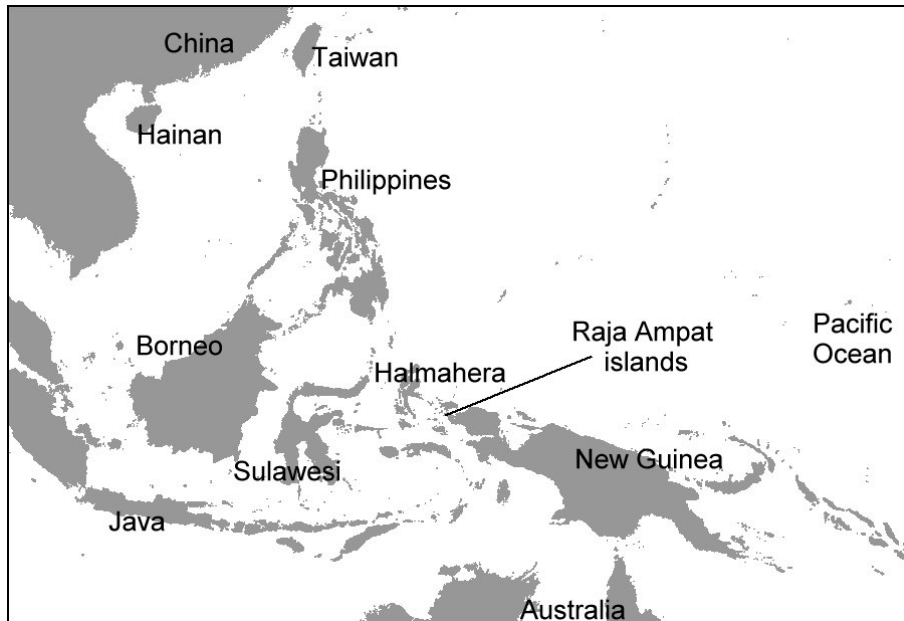 China
Taiwan
Hainan
Philippines
Borneo
Halmahera
Raja Ampat
islands
Pacific
Ocean
Sulawesi
New Guinea
Java
Australia